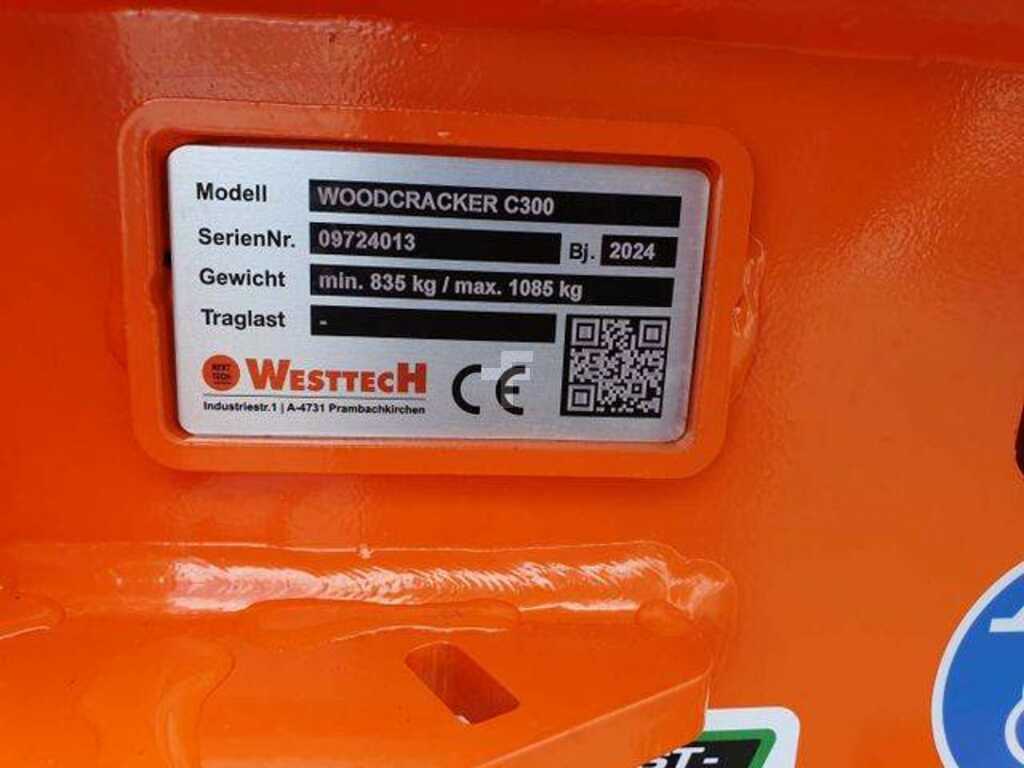 Modell WOODCRACKER C300
SerienNr. 09724013 Bj. 2024
Gewicht min. 835 kg / max. 1085 kg
Traglast -
WESTTECH
Industriestr.1 | A-4731 Prambachkirchen
CE
ST-